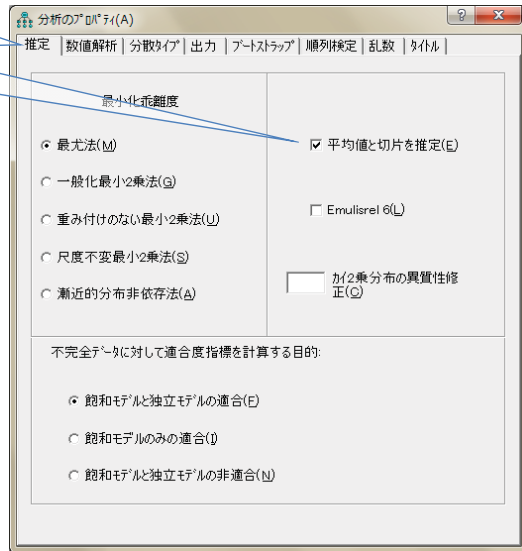 分析のﾌﾟﾛﾊﾟﾃｨ(A)
推定 数値解析 分散ﾀｲﾌﾟ 出力 ﾌﾞｰﾄｽﾄﾗｯﾌﾟ 順列検定 乱数 ﾀｲﾄﾙ
最小化乖離度
最尤法(M)
平均値と切片を推定(E)
一般化最小2乗法(G)
重み付けのない最小2乗法(U)
Emulisrel 6(L)
尺度不変最小2乗法(S)
漸近的分布非依存法(A)
ｶｲ2乗分布の異質性修
正(C)
不完全ﾃﾞｰﾀに対して適合度指標を計算する目的:
飽和ﾓﾃﾞﾙと独立ﾓﾃﾞﾙの適合(F)
飽和モデﾙのみの適合(I)
飽和ﾓﾃﾞﾙと独立ﾓﾃﾞﾙの非適合(N)